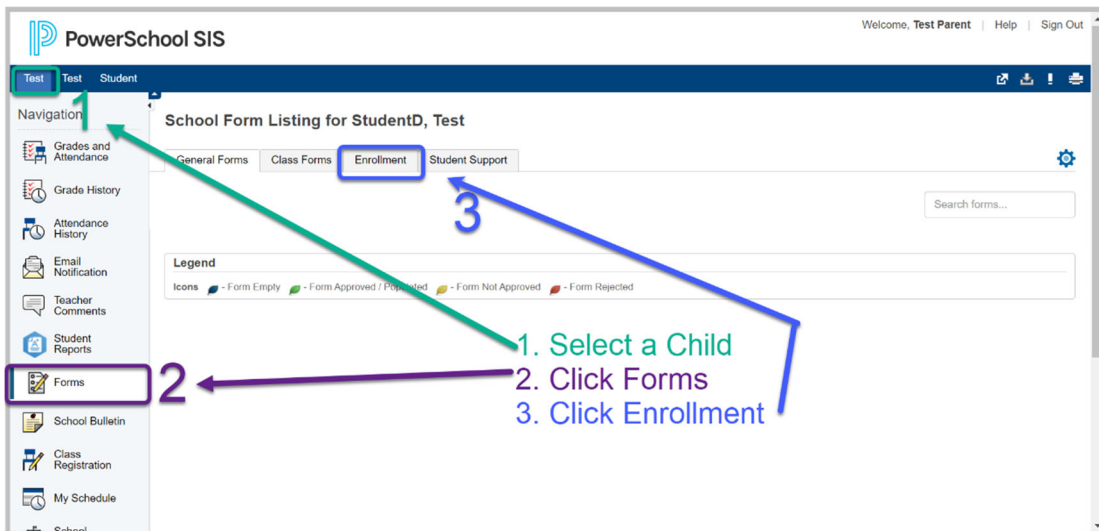 PowerSchool SIS
Welcome, Test Parent | Help | Sign Out
Test Test Student
Navigation
Grades and
Attendance
Grade History
Attendance
History
Email
Notification
Teacher
Comments
Student
Reports
Forms
School Bulletin
Class
Registration
My Schedule
School
School Form Listing for StudentD, Test
General Forms Class Forms Enrollment Student Support
Search forms...
Legend
Icons - Form Empty - Form Approved / Populated - Form Not Approved - Form Rejected
1
2
3
1. Select a Child
2. Click Forms
3. Click Enrollment